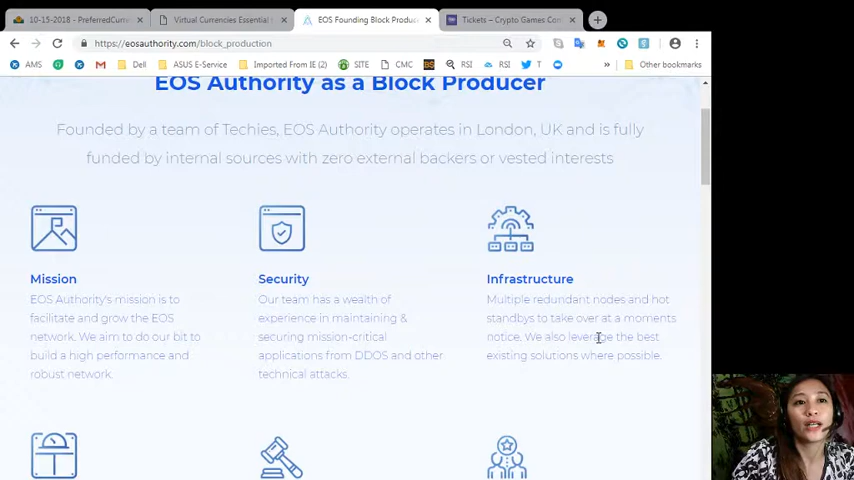 10-15-2018 - PreferredCurr
Virtual Currencies Essential
EOS Founding Block Produc
Tickets – Crypto Games Con
https://eosauthority.com/block_production
AMS
Dell
ASUS E-Service
Imported From IE (2)
SITE
CMC
RSI
RSI
T
»
Other bookmarks
EOS Authority as a Block Producer
Founded by a team of Techies, EOS Authority operates in London, UK and is fully
funded by internal sources with zero external backers or vested interests
Mission
EOS Authority's mission is to
facilitate and grow the EOS
network. We aim to do our bit to
build a high performance and
robust network.
Security
Our team has a wealth of
experience in maintaining &
securing mission-critical
applications from DDOS and other
technical attacks.
Infrastructure
Multiple redundant nodes and hot
standbys to take over at a moments
notice. We also leverage the best
existing solutions where possible.